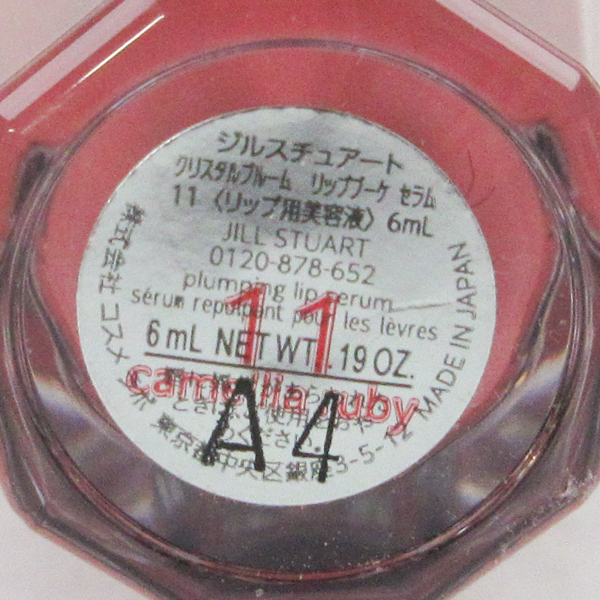 ジルスチュアート
クリスタルブルーム リップブーケ セラム
11 〈リップ用美容液〉 6mL
JILL STUART
0120-878-652
plumping lip serum
sérum repulpant pour les lèvres
6 mL NET WT. .19 OZ.
11
camellia ruby
A4
株式会社 コスメ
東京都中央区銀座3-5-12
MADE IN JAPAN